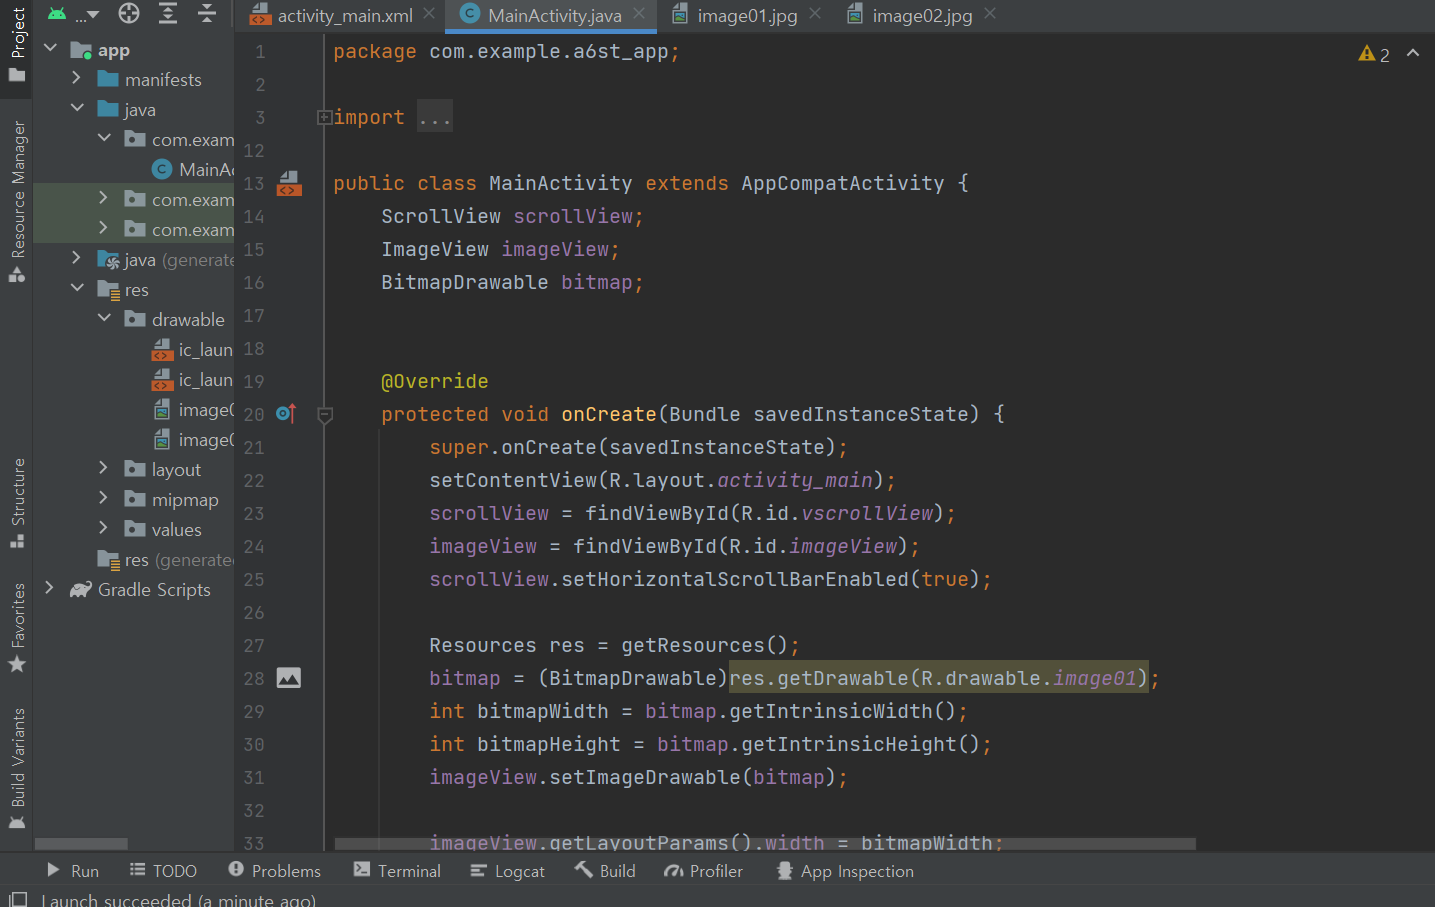 Project
Resource Manager
Structure
Favorites
Build Variants
...
app
manifests
java
com.exam
MainAc
com.exam
com.exam
java (generate
res
drawable
ic_laun
ic_laun
image0
image0
layout
mipmap
values
res (generated
Gradle Scripts
activity_main.xml
MainActivity.java
image01.jpg
image02.jpg
2
1 package com.example.a6st_app;
2
3 import ...
12
13 public class MainActivity extends AppCompatActivity {
14 ScrollView scrollView;
15 ImageView imageView;
16 BitmapDrawable bitmap;
17
18
19 @Override
20 protected void onCreate(Bundle savedInstanceState) {
21 super.onCreate(savedInstanceState);
22 setContentView(R.layout.activity_main);
23 scrollView = findViewById(R.id.vscrollView);
24 imageView = findViewById(R.id.imageView);
25 scrollView.setHorizontalScrollBarEnabled(true);
26
27 Resources res = getResources();
28 bitmap = (BitmapDrawable)res.getDrawable(R.drawable.image01);
29 int bitmapWidth = bitmap.getIntrinsicWidth();
30 int bitmapHeight = bitmap.getIntrinsicHeight();
31 imageView.setImageDrawable(bitmap);
32
33 imageView.getLayoutParams().width = bitmapWidth;
Run TODO Problems Terminal Logcat Build Profiler App Inspection
Launch succeeded (a minute ago)